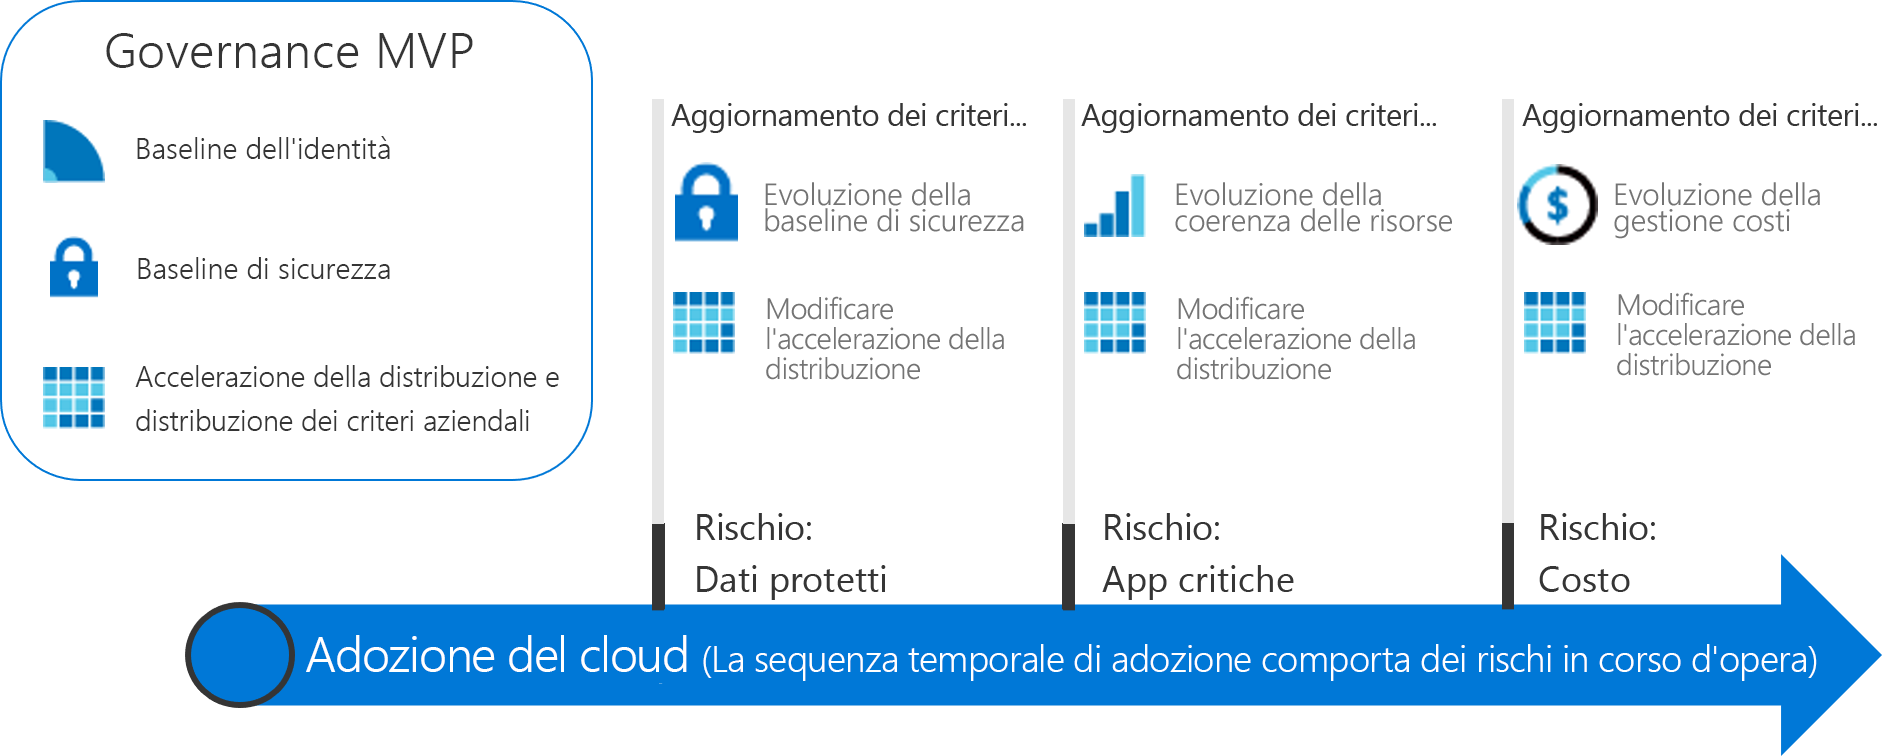 Governance MVP
Baseline dell'identità
Baseline di sicurezza
Accelerazione della distribuzione e
distribuzione dei criteri aziendali
Aggiornamento dei criteri...
Evoluzione della
baseline di sicurezza
Modificare
l'accelerazione della
distribuzione
Rischio:
Dati protetti
Aggiornamento dei criteri...
Evoluzione della
coerenza delle risorse
Modificare
l'accelerazione della
distribuzione
Rischio:
App critiche
Aggiornamento dei criteri...
$
Evoluzione della
gestione costi
Modificare
l'accelerazione della
distribuzione
Rischio:
Costo
Adozione del cloud (La sequenza temporale di adozione comporta dei rischi in corso d'opera)